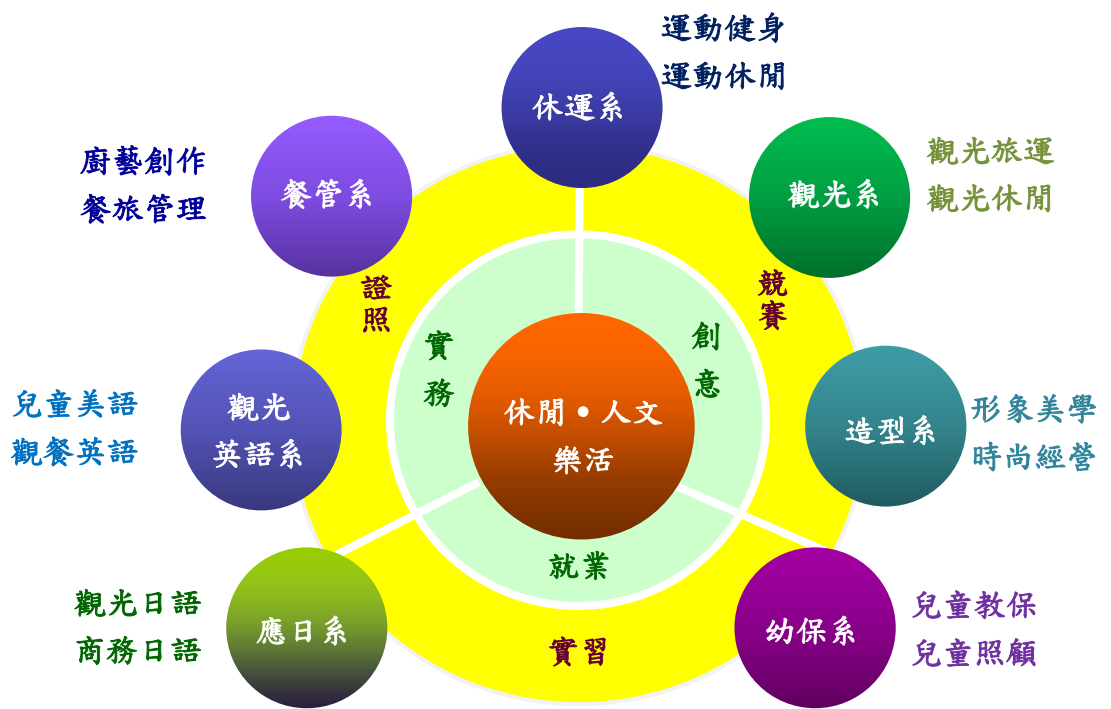 運動健身
運動休閒
休運系
廚藝創作
餐旅管理
餐管系
觀光系
觀光旅運
觀光休閒
證
照
競
賽
實
務
創
意
休閒•人文
樂活
兒童美語
觀餐英語
觀光
英語系
造型系
形象美學
時尚經營
就業
觀光日語
商務日語
應日系
實習
幼保系
兒童教保
兒童照顧